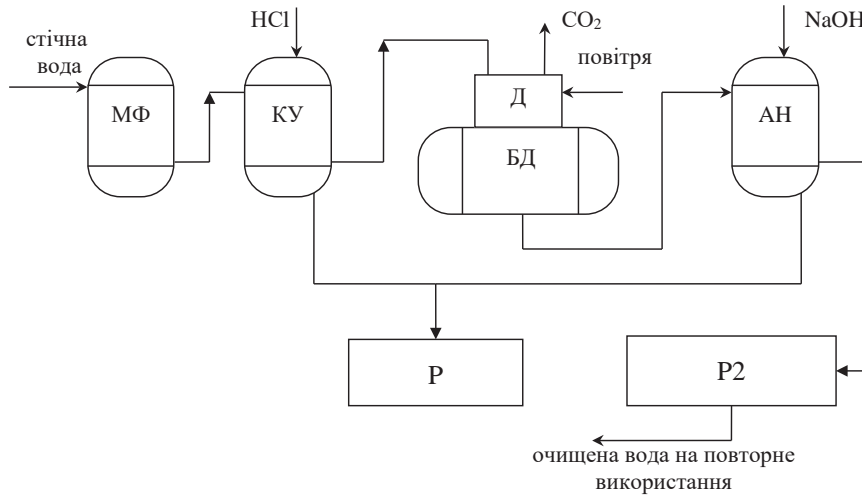 стічна
вода
HCl
CO₂
повітря
NaOH
МФ
КУ
Д
БД
АН
Р
Р2
очищена вода на повторне
використання